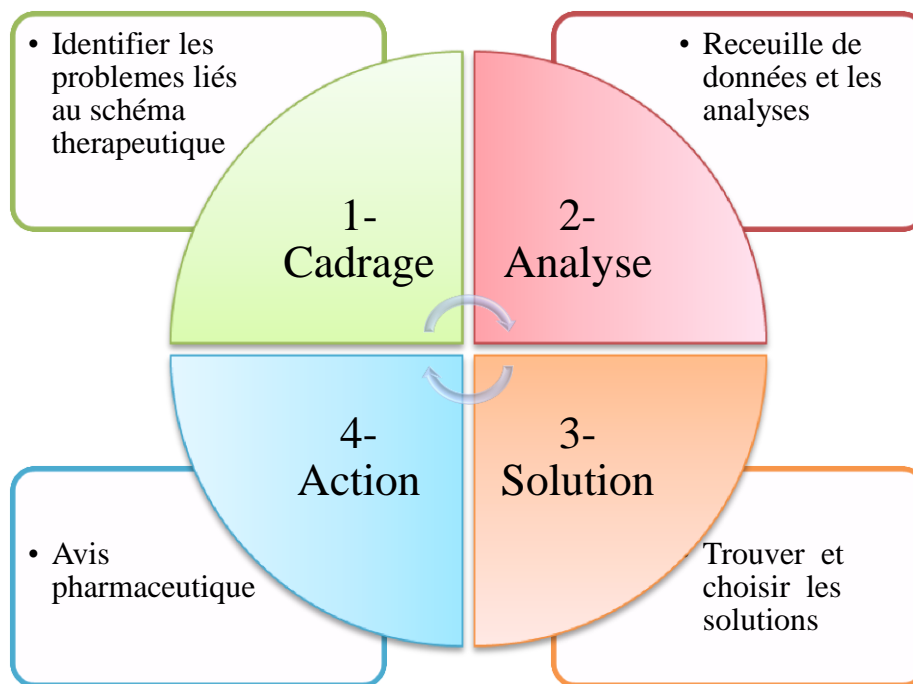 • Identifier les
problemes liés
au schéma
therapeutique
• Receuille de
données et les
analyses
1-
Cadrage
2-
Analyse
4-
Action
3-
Solution
• Avis
pharmaceutique
• Trouver et
choisir les
solutions